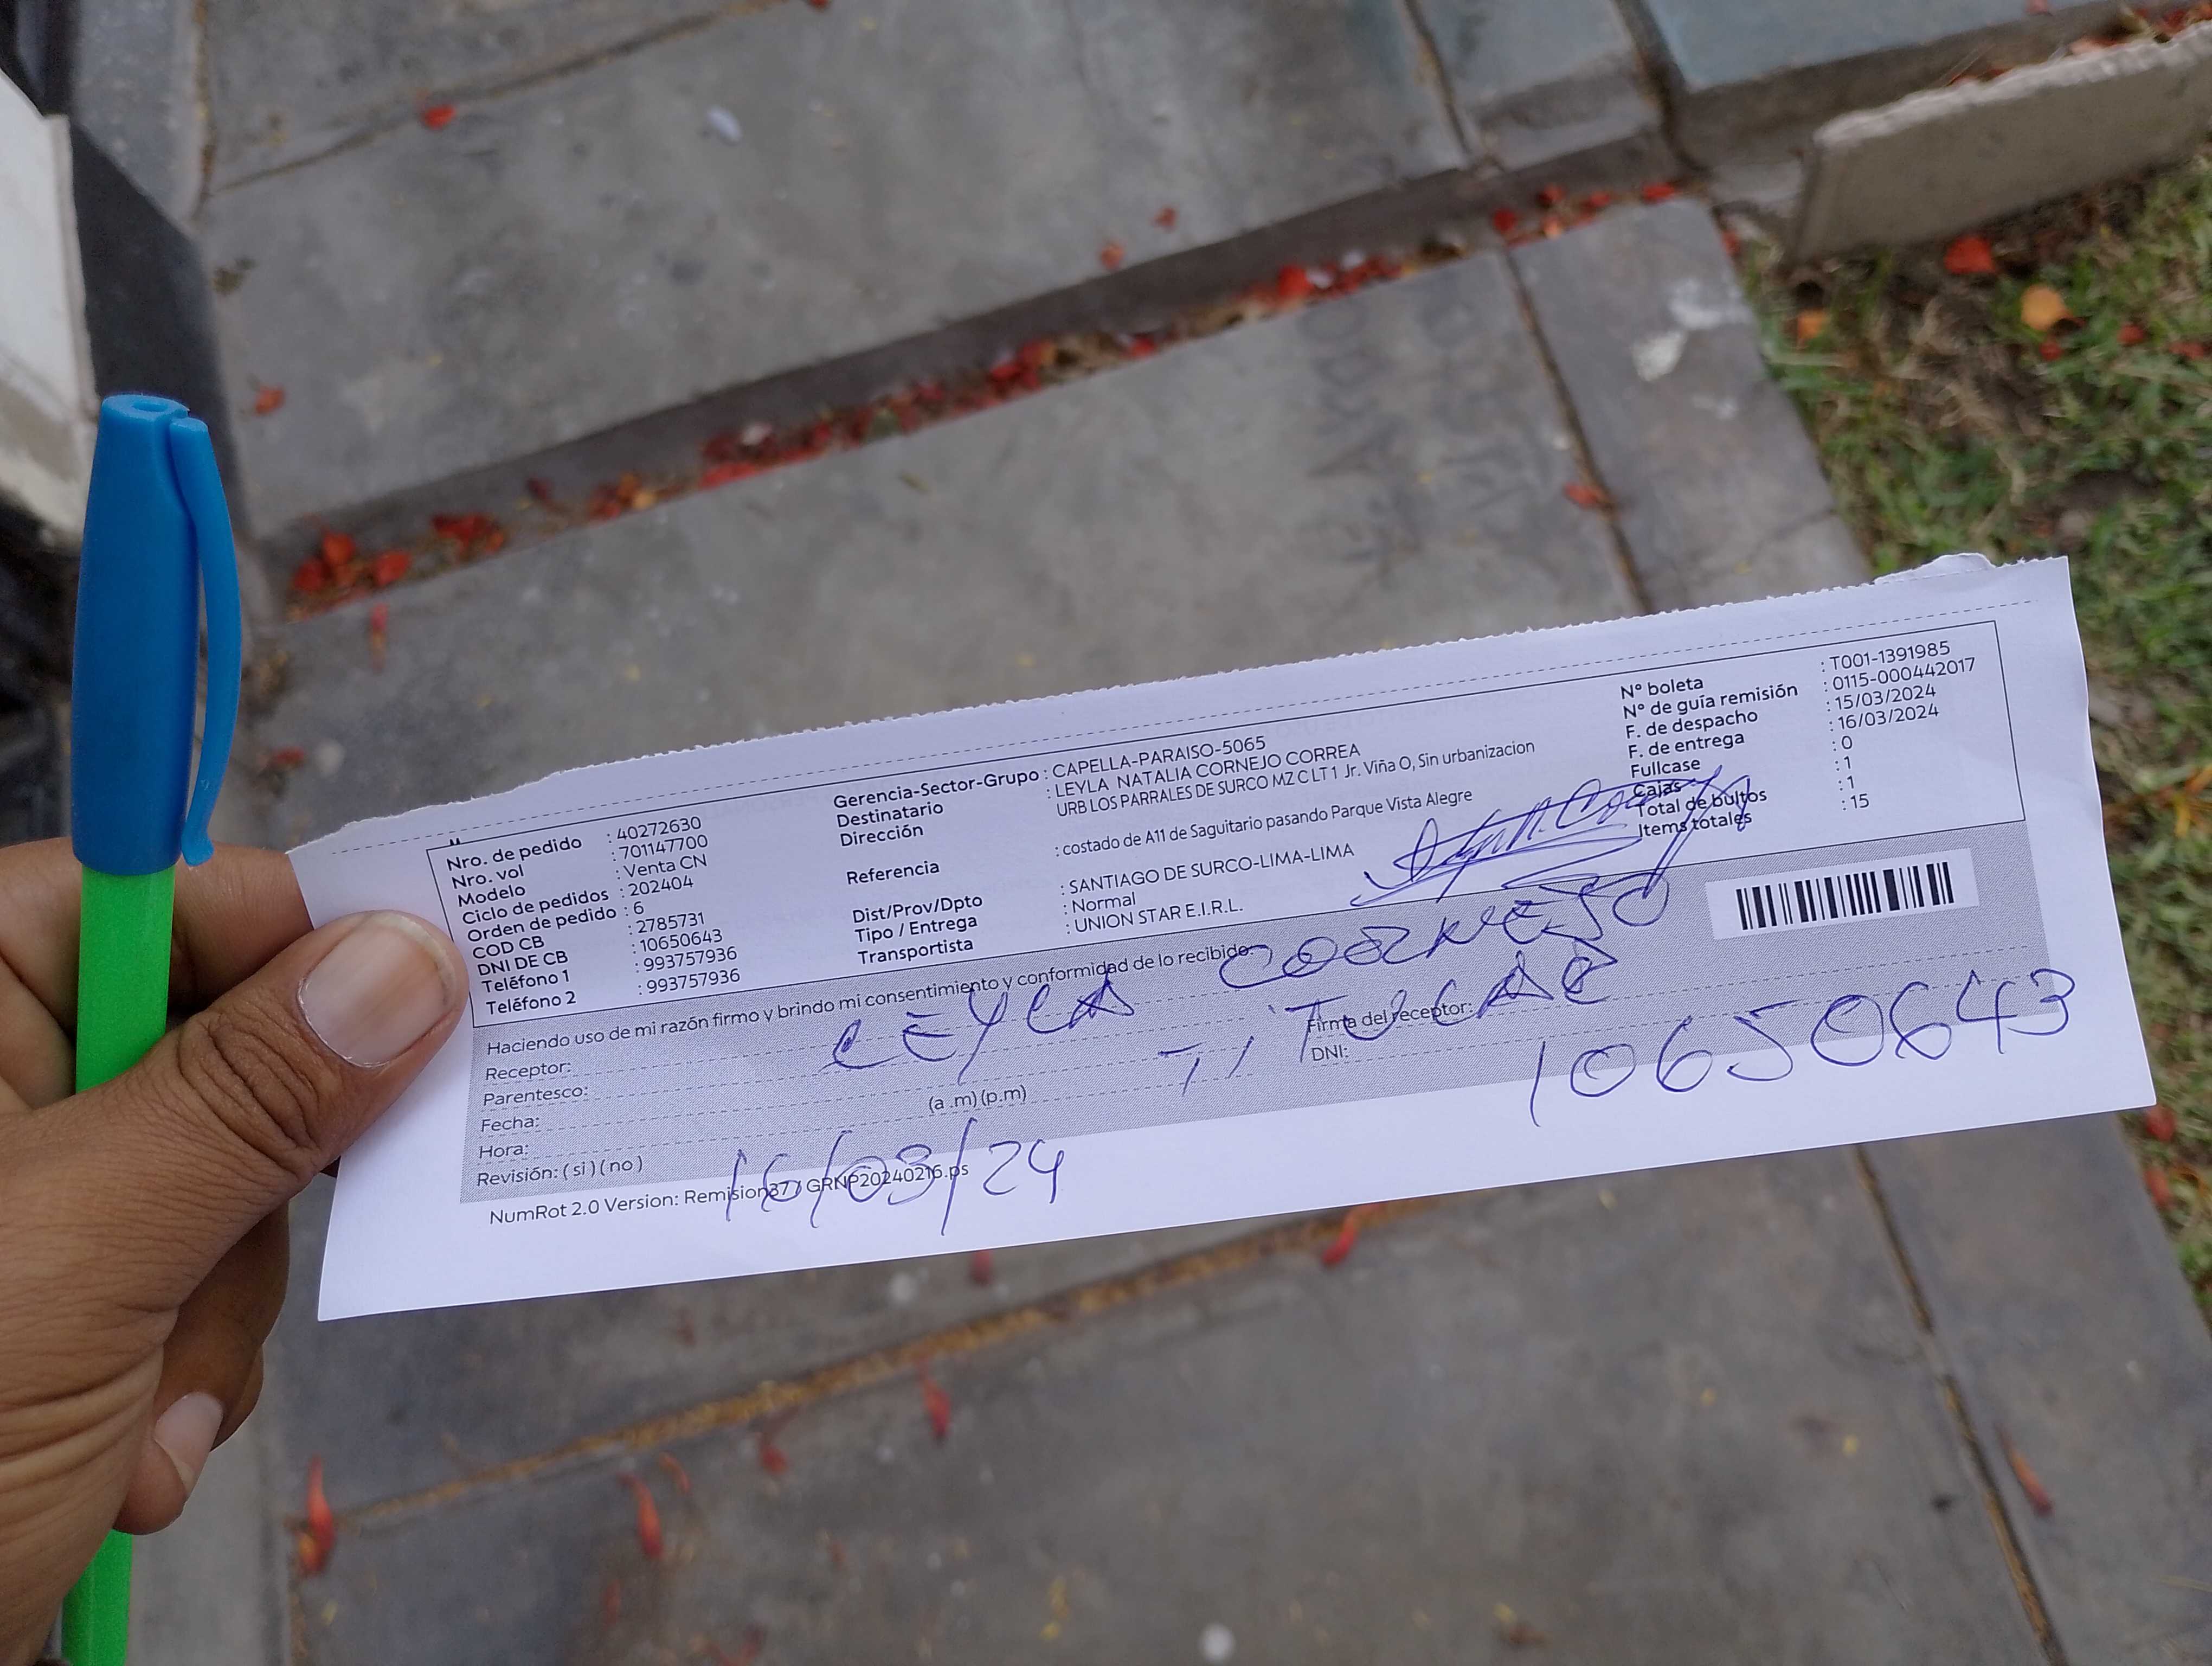 Nro. de pedido : 40272630
Nro. vol : 701147700
Modelo : Venta CN
Ciclo de pedidos : 202404
Orden de pedido : 6
COD CB : 2785731
DNI DE CB : 10650643
Teléfono 1 : 993757936
Teléfono 2 : 993757936
Gerencia-Sector-Grupo : CAPELLA-PARAISO-5065
Destinatario : LEYLA NATALIA CORNEJO CORREA
Dirección URB LOS PARRALES DE SURCO MZ C LT 1 Jr. Viña O, Sin urbanizacion
Referencia : costado de A11 de Saguitario pasando Parque Vista Alegre
Dist/Prov/Dpto : SANTIAGO DE SURCO-LIMA-LIMA
Tipo / Entrega : Normal
Transportista : UNION STAR E.I.R.L.
N° boleta : T001-1391985
N° de guía remisión : 0115-000442017
F. de despacho : 15/03/2024
F. de entrega : 16/03/2024
Fullcase : 0
Cajas : 1
Total de bultos : 1
Items totales : 15
Haciendo uso de mi razón firmo y brindo mi consentimiento y conformidad de lo recibido.
Receptor: LEYLA CORNEJO
Parentesco: TITULAR
Fecha:
Hora: (a .m) (p.m)
Revisión: ( si ) ( no )
Firma del receptor:
DNI: 10650643
16/03/24
NumRot 2.0 Version: Remision37 / GRNP20240216.ps